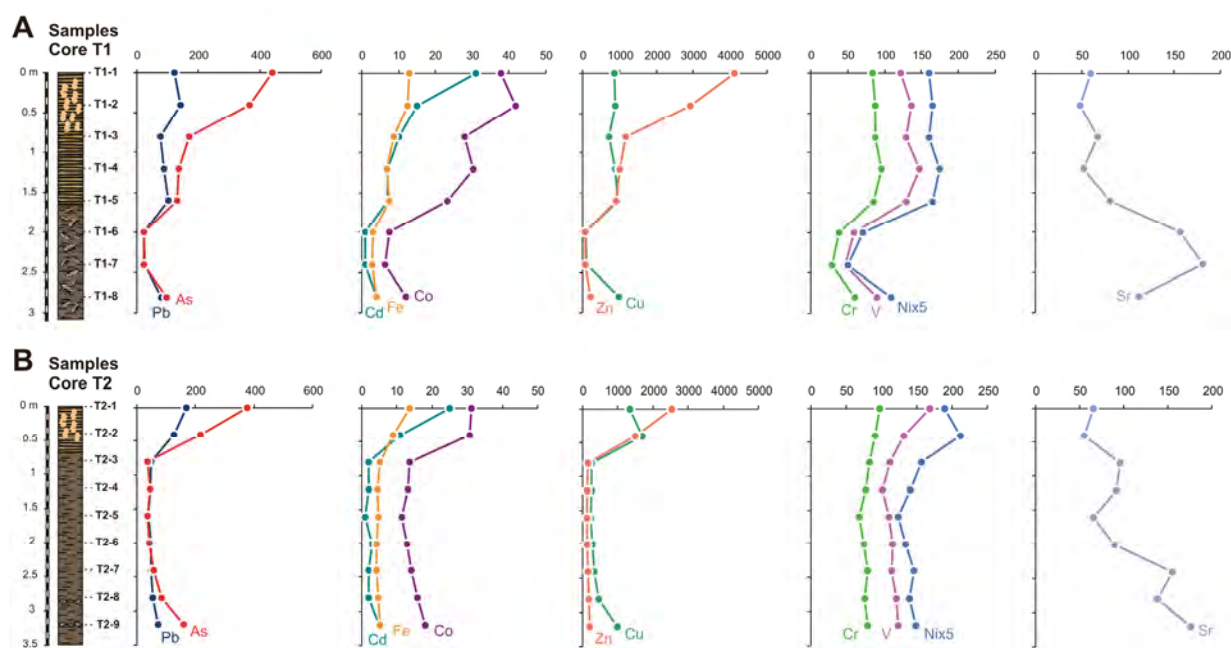 A
Samples
Core T1
0 200 400 600
0 10 20 30 40 50
0 1000 2000 3000 4000 5000
0 50 100 150 200 250
0 50 100 150 200
0 m T1-1
T1-2
0.5
T1-3
1
T1-4
1.5
T1-5
2 T1-6
T1-7
2.5
T1-8
3
Pb As
Cd Fe Co
Zn Cu
Cr V Nix5
Sr
B
Samples
Core T2
0 200 400 600
0 10 20 30 40 50
0 1000 2000 3000 4000 5000
0 50 100 150 200 250
0 50 100 150 200
0 m T2-1
0.5 T2-2
T2-3
1
T2-4
1.5 T2-5
2 T2-6
T2-7
2.5
T2-8
3
T2-9
3.5
Pb As
Cd Fe Co
Zn Cu
Cr V Nix5
Sr